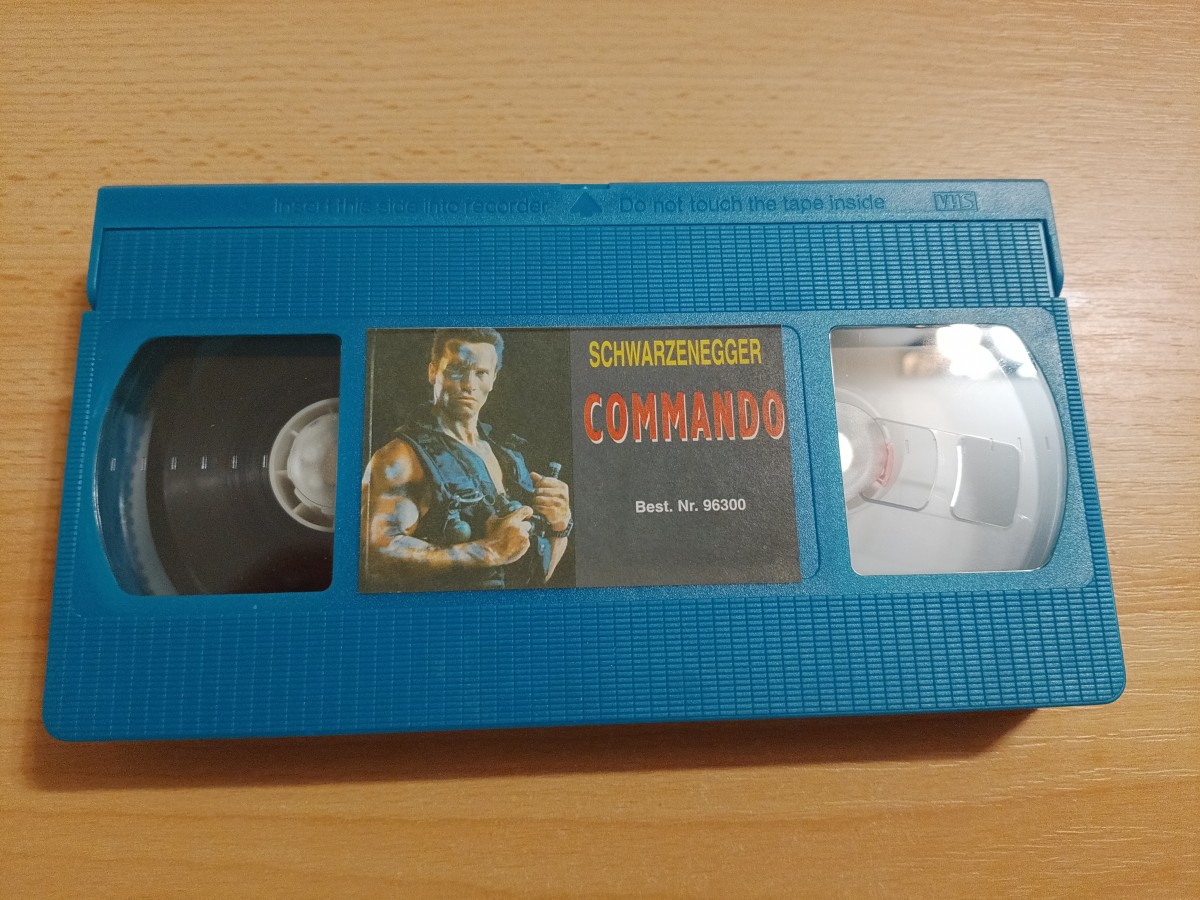 Insert this side into recorder Do not touch the tape inside VHS
SCHWARZENEGGER
COMMANDO
Best. Nr. 96300